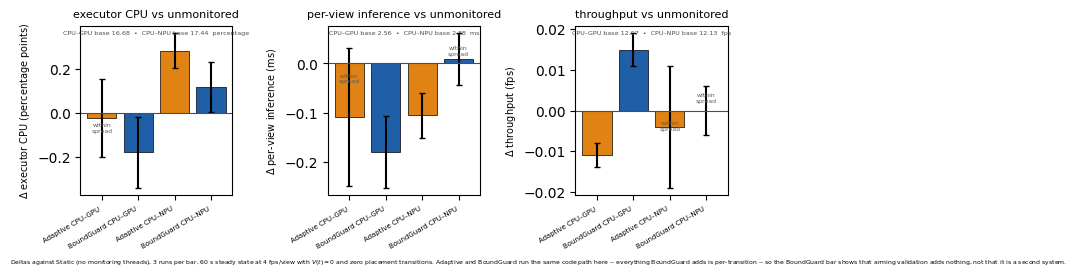 executor CPU vs unmonitored
CPU–GPU base 16.68 • CPU–NPU base 17.44 percentage
Δ executor CPU (percentage points)
0.2
0.0
−0.2
within
spread
Adaptive CPU–GPU
BoundGuard CPU–GPU
Adaptive CPU–NPU
BoundGuard CPU–NPU
per-view inference vs unmonitored
CPU–GPU base 2.56 • CPU–NPU base ms
Δ per-view inference (ms)
0.0
−0.1
−0.2
within
spread
within
spread
Adaptive CPU–GPU
BoundGuard CPU–GPU
Adaptive CPU–NPU
BoundGuard CPU–NPU
throughput vs unmonitored
CPU–GPU base • CPU–NPU base 12.13 fps
Δ throughput (fps)
0.02
0.01
0.00
−0.01
−0.02
within
spread
within
spread
Adaptive CPU–GPU
BoundGuard CPU–GPU
Adaptive CPU–NPU
BoundGuard CPU–NPU
Deltas against Static (no monitoring threads), 3 runs per bar, 60 s steady state at 4 fps/view with V(t)=0 and zero placement transitions. Adaptive and BoundGuard run the same code path here -- everything BoundGuard adds is per-transition -- so the BoundGuard bar shows that arming validation adds nothing, not that it is a second system.